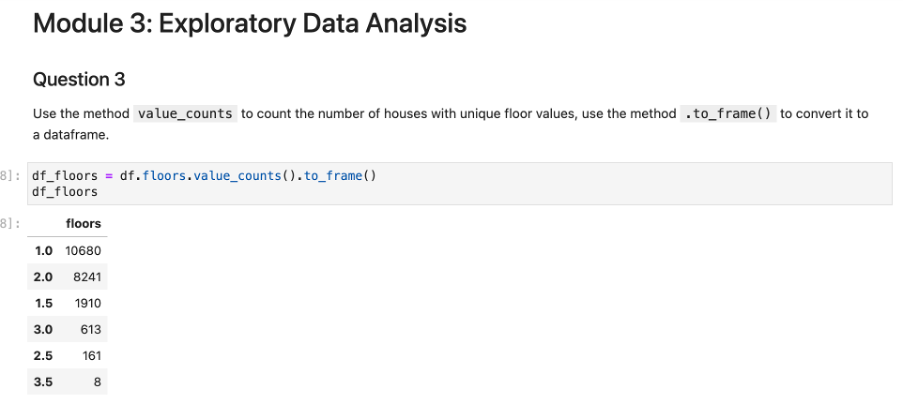 Module 3: Exploratory Data Analysis
Question 3
Use the method value_counts to count the number of houses with unique floor values, use the method .to_frame() to convert it to
a dataframe.
8]: df_floors = df.floors.value_counts().to_frame()
df_floors
8]: floors
1.0 10680
2.0 8241
1.5 1910
3.0 613
2.5 161
3.5 8